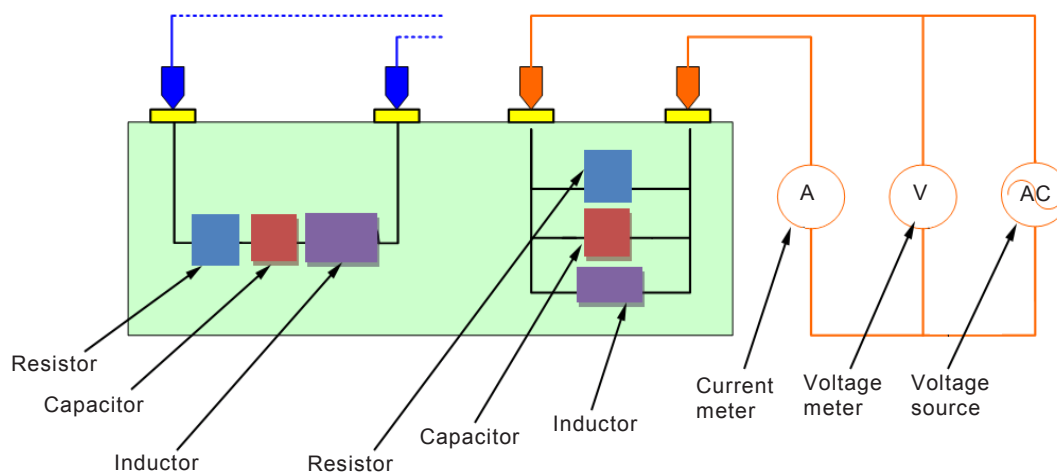 A
V
AC
Resistor
Capacitor
Inductor
Resistor
Capacitor
Inductor
Current
meter
Voltage
meter
Voltage
source